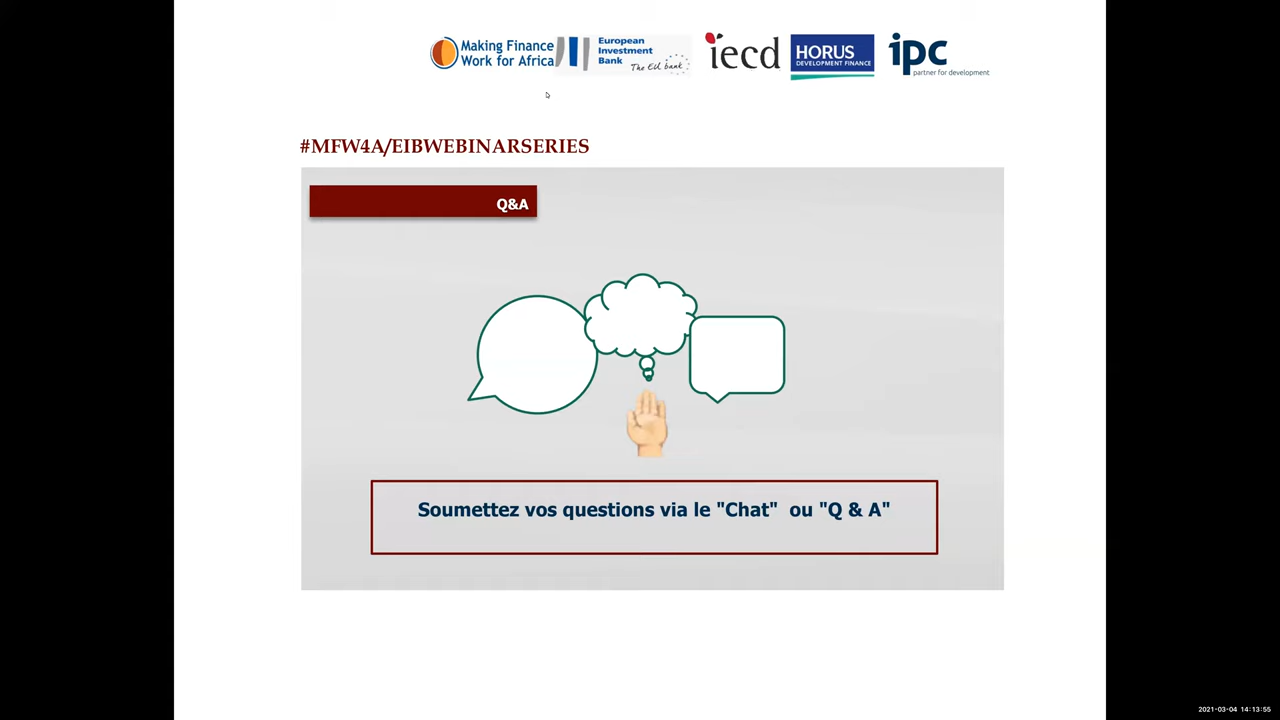 Making Finance
Work for Africa
European
Investment
Bank
The EU bank
iecd
HORUS
DEVELOPMENT FINANCE
ipc
partner for development
#MFW4A/EIBWEBINARSERIES
Q&A
Soumettez vos questions via le "Chat" ou "Q & A"
2021-03-04 14:13:55